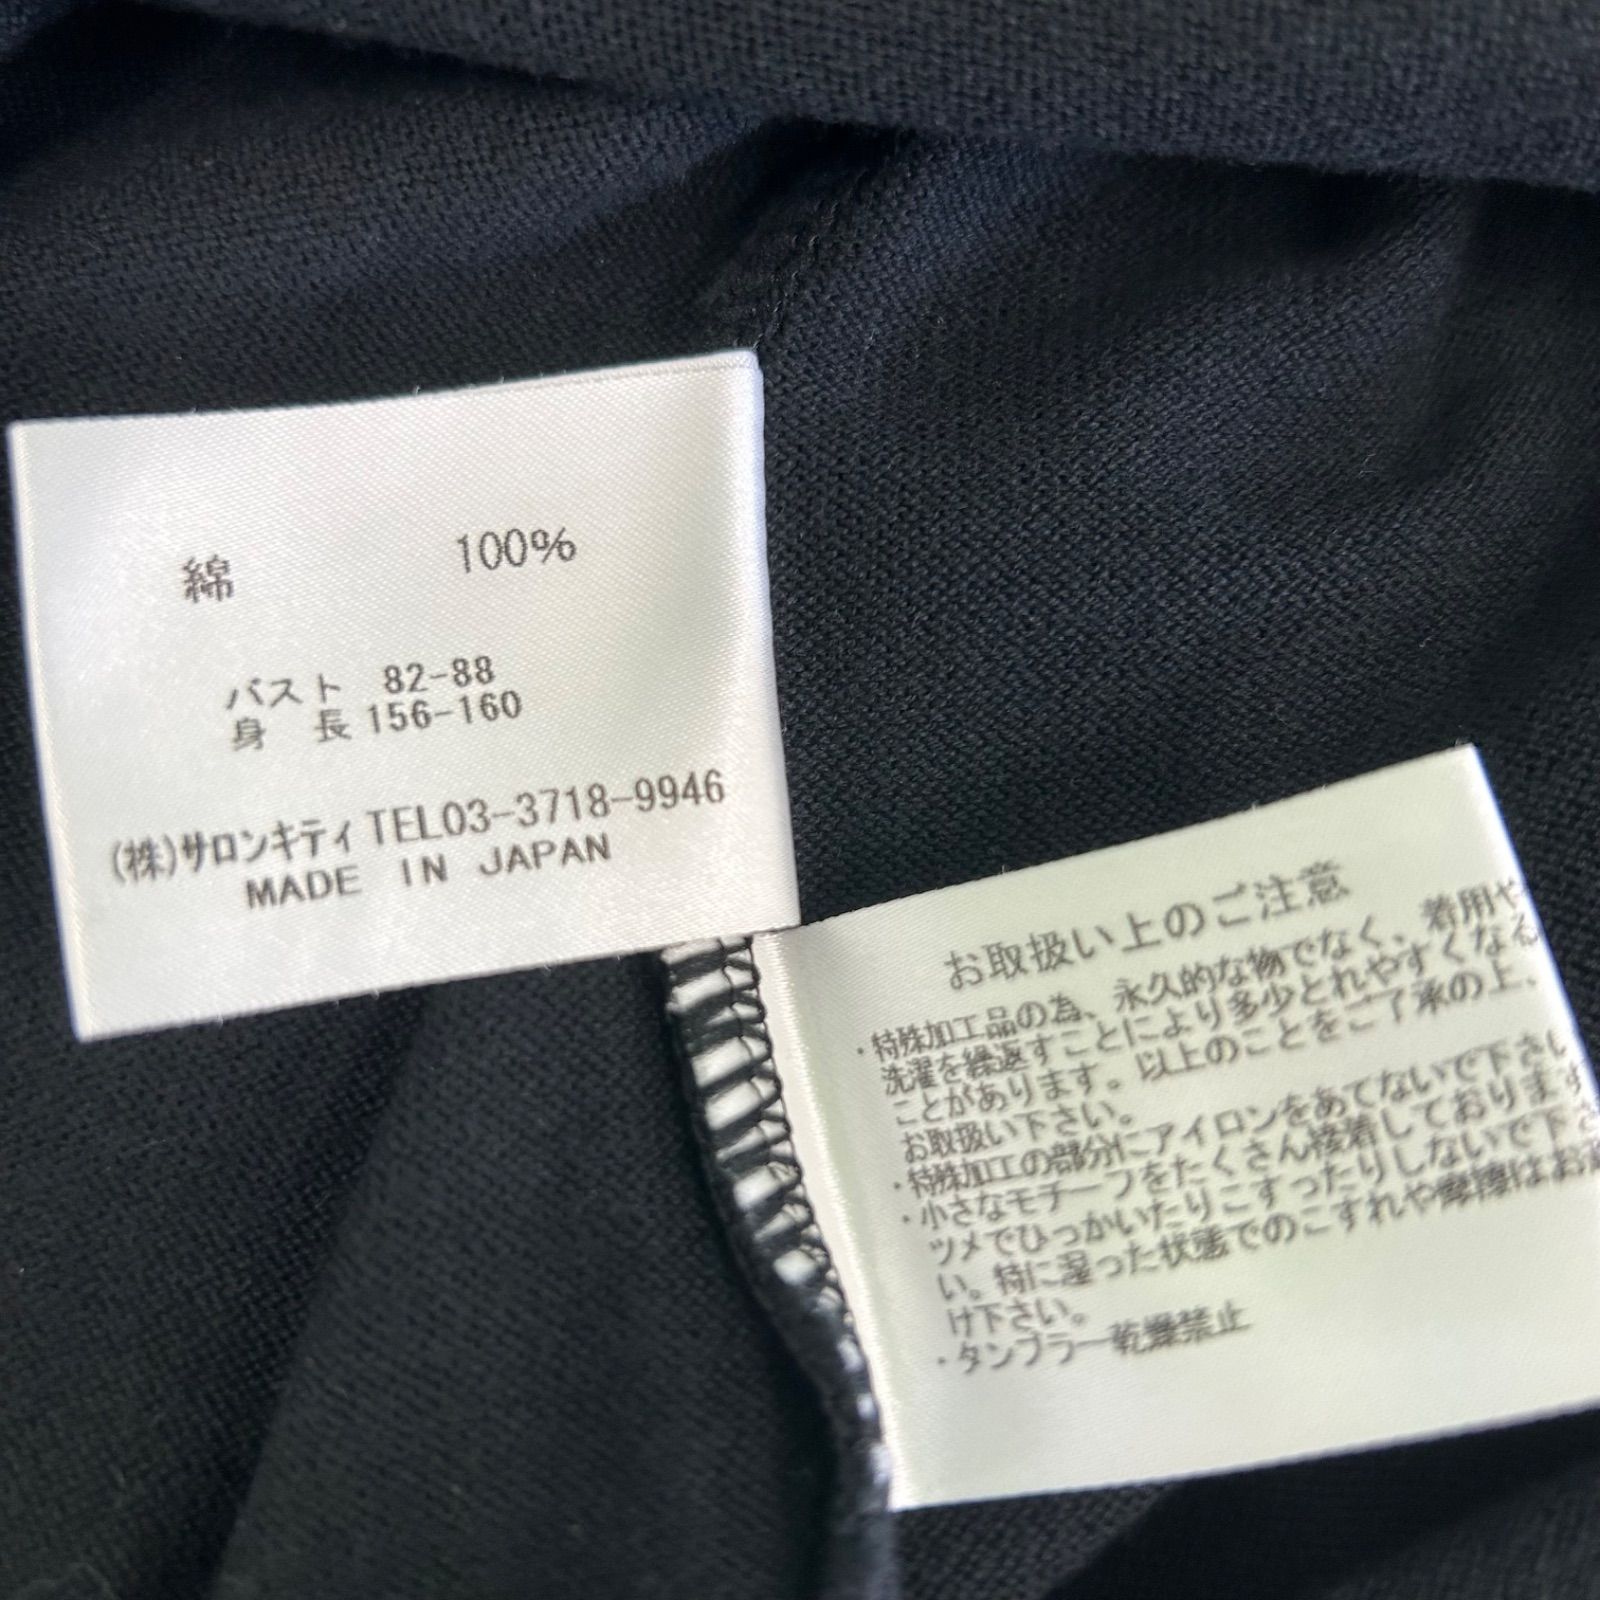 綿 100%
バスト 82-88
身 長 156-160
(株)サロンキティ TEL03-3718-9946
MADE IN JAPAN
お取扱い上のご注意
・特殊加工品の為、永久的な物でなく、着用や
洗濯を繰返すことにより多少とれやすくなる
ことがあります。以上のことをご了承の上、
お取扱い下さい。
・特殊加工の部分にアイロンをあてないで下さい
・小さなモチーフをたくさん接着しております
ツメでひっかいたりこすったりしないで下さ
い。特に湿った状態でのこすれや摩擦はお避
け下さい。
・タンブラー乾燥禁止